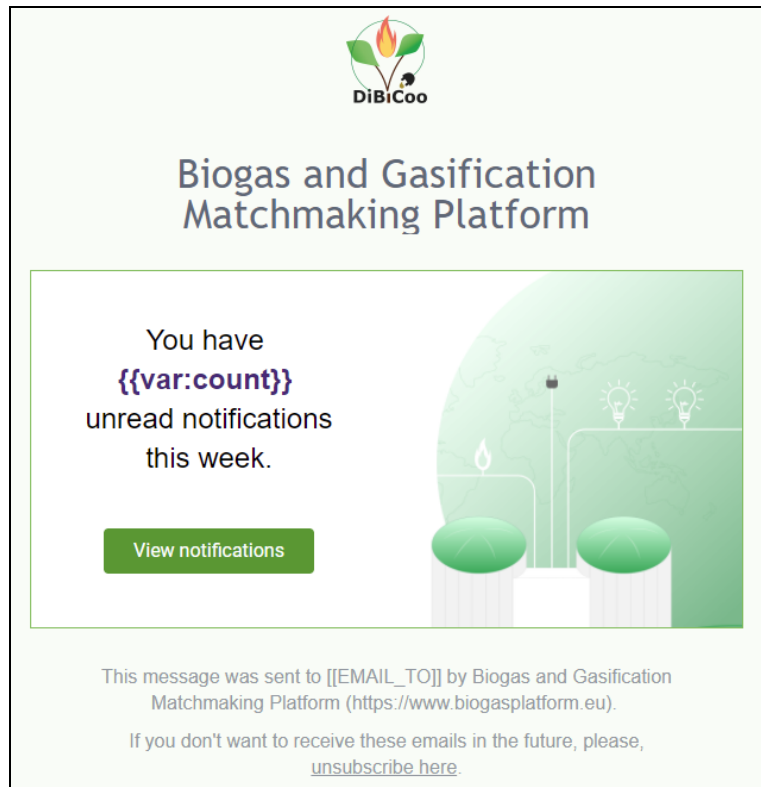 DiBiCoo
Biogas and Gasification
Matchmaking Platform
You have
{{var:count}}
unread notifications
this week.
View notifications
This message was sent to [[EMAIL_TO]] by Biogas and Gasification
Matchmaking Platform (https://www.biogasplatform.eu).
If you don't want to receive these emails in the future, please,
unsubscribe here.